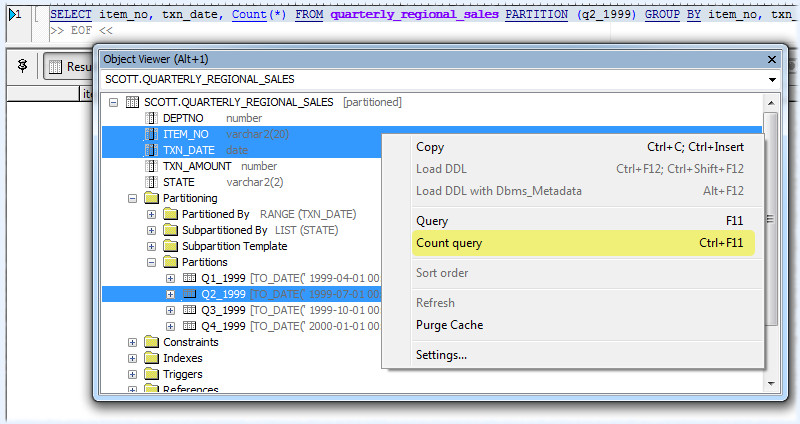 1 SELECT item_no, txn_date, Count(*) FROM quarterly_regional_sales PARTITION (q2_1999) GROUP BY item_no, txn_
>> EOF <<
Object Viewer (Alt+1)
SCOTT.QUARTERLY_REGIONAL_SALES
SCOTT.QUARTERLY_REGIONAL_SALES [partitioned]
DEPTNO number
ITEM_NO varchar2(20)
TXN_DATE date
TXN_AMOUNT number
STATE varchar2(2)
Partitioning
Partitioned By RANGE (TXN_DATE)
Subpartitioned By LIST (STATE)
Subpartition Template
Partitions
Q1_1999 [TO_DATE(' 1999-04-01 00:
Q2_1999 [TO_DATE(' 1999-07-01 00:
Q3_1999 [TO_DATE(' 1999-10-01 00:
Q4_1999 [TO_DATE(' 2000-01-01 00:
Constraints
Indexes
Triggers
References
Copy Ctrl+C; Ctrl+Insert
Load DDL Ctrl+F12; Ctrl+Shift+F12
Load DDL with Dbms_Metadata Alt+F12
Query F11
Count query Ctrl+F11
Sort order
Refresh
Purge Cache
Settings...